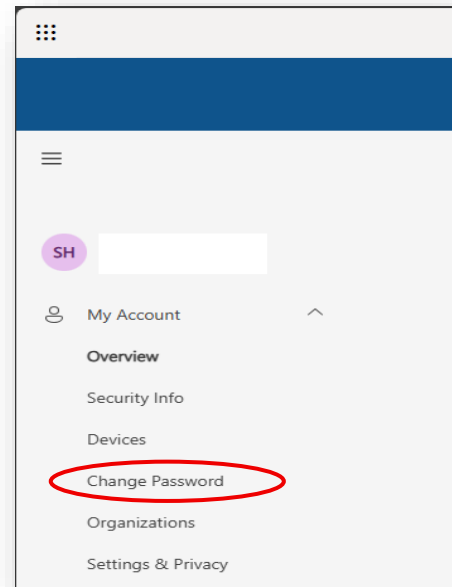 SH
My Account
Overview
Security Info
Devices
Change Password
Organizations
Settings & Privacy